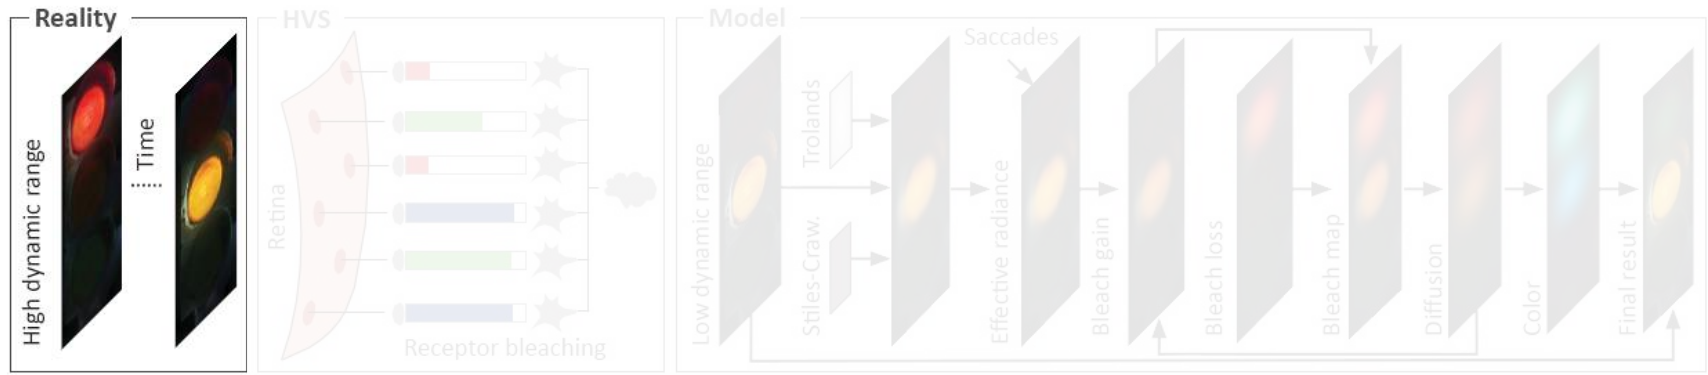 Reality
High dynamic range
Time
HVS
Retina
Receptor bleaching
Model
Low dynamic range
Trolands
Stiles-Craw.
Saccades
Effective radiance
Bleach gain
Bleach loss
Bleach map
Diffusion
Color
Final result